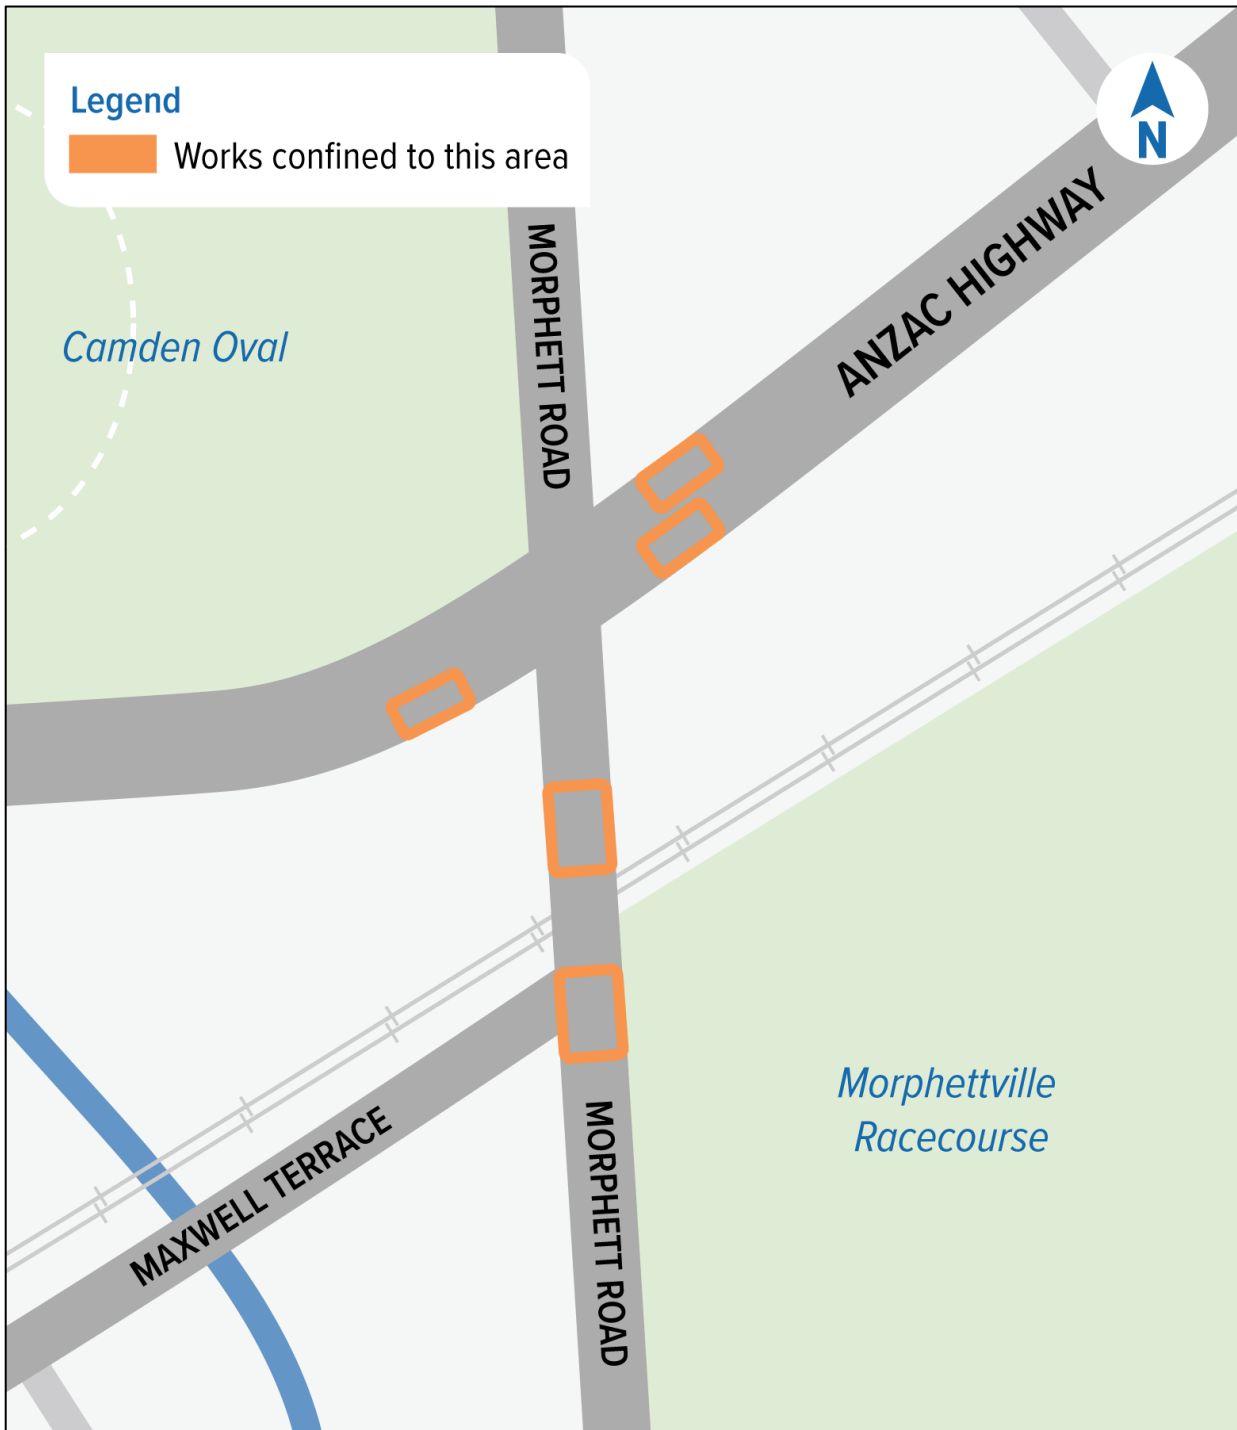 Legend
Works confined to this area
N
MORPHETT ROAD
ANZAC HIGHWAY
Camden Oval
Morphettville
Racecourse
MAXWELL TERRACE
MORPHETT ROAD